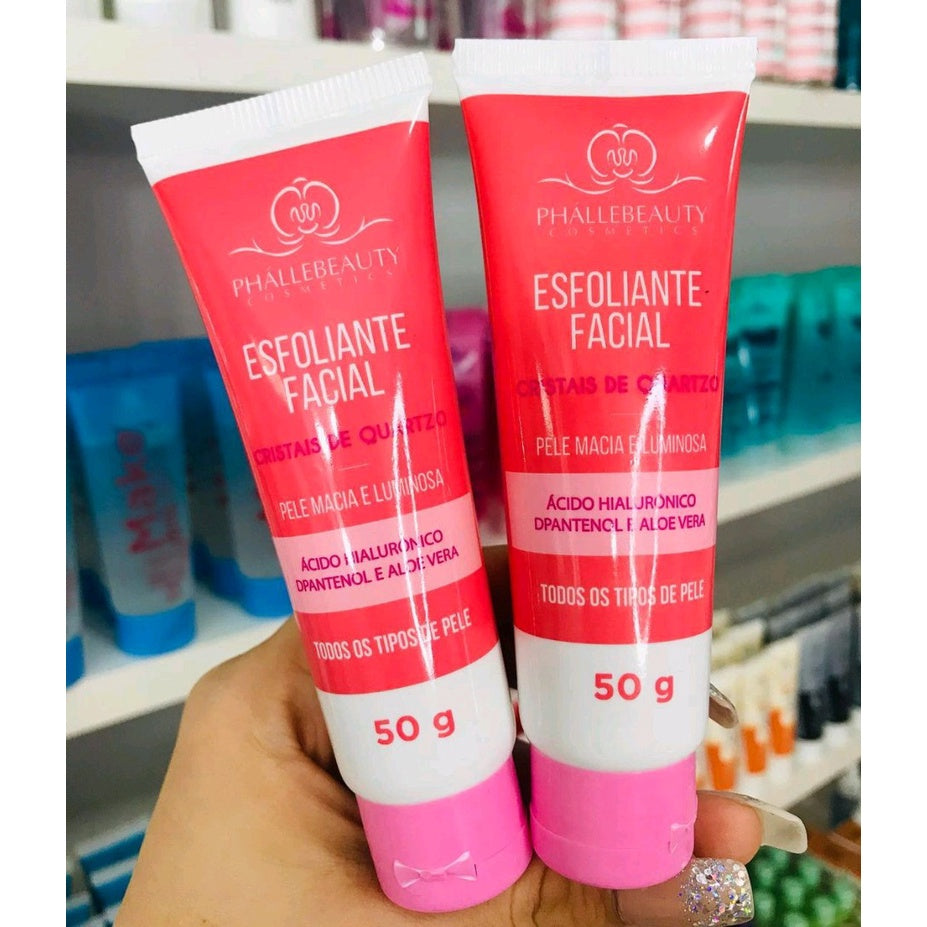 PHÁLLEBEAUTY
COSMETICS
ESFOLIANTE
FACIAL
CRISTAIS DE QUARTZO
PELE MACIA E LUMINOSA
ÁCIDO HIALURÔNICO
DPANTENOL E ALOE VERA
TODOS OS TIPOS DE PELE
50 g
PHÁLLEBEAUTY
COSMETICS
ESFOLIANTE
FACIAL
CRISTAIS DE QUARTZO
PELE MACIA E LUMINOSA
ÁCIDO HIALURÔNICO
DPANTENOL E ALOE VERA
TODOS OS TIPOS DE PELE
50 g
Make